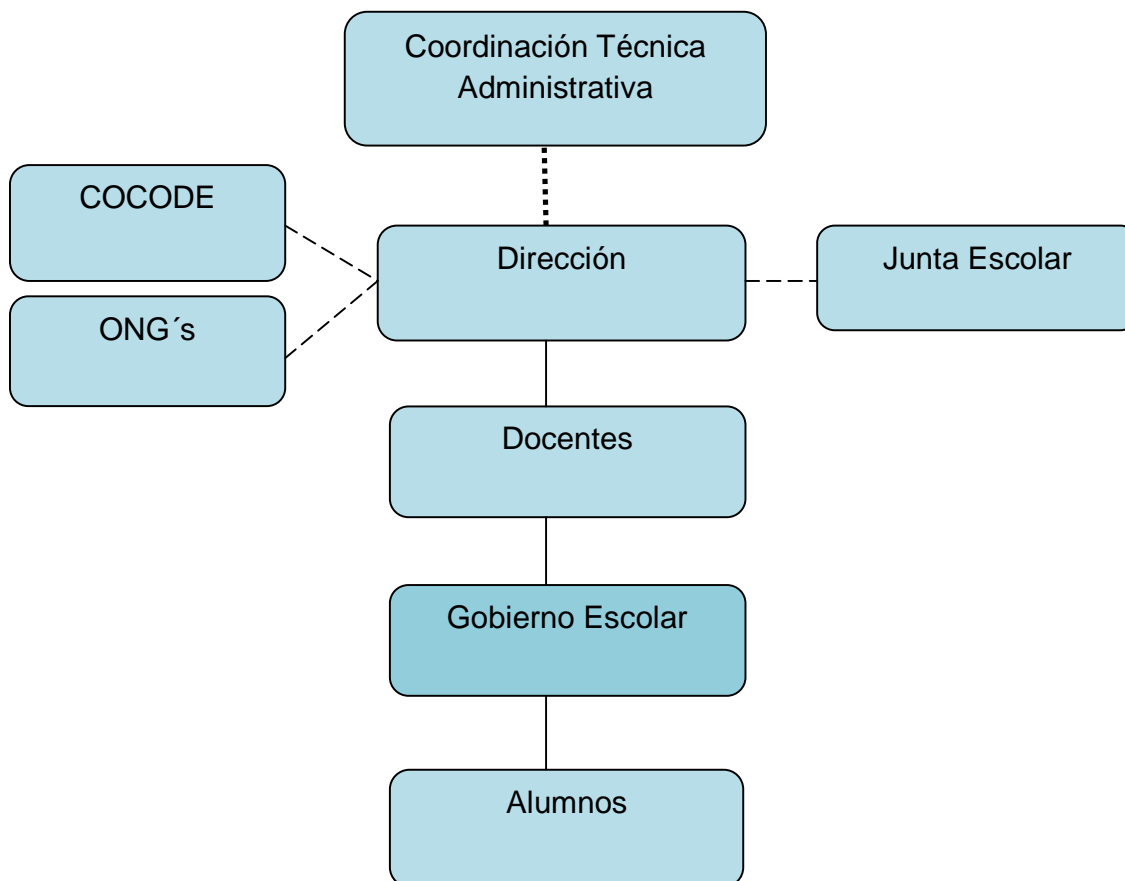 Coordinación Técnica
Administrativa
COCODE
Dirección
Junta Escolar
ONG´s
Docentes
Gobierno Escolar
Alumnos